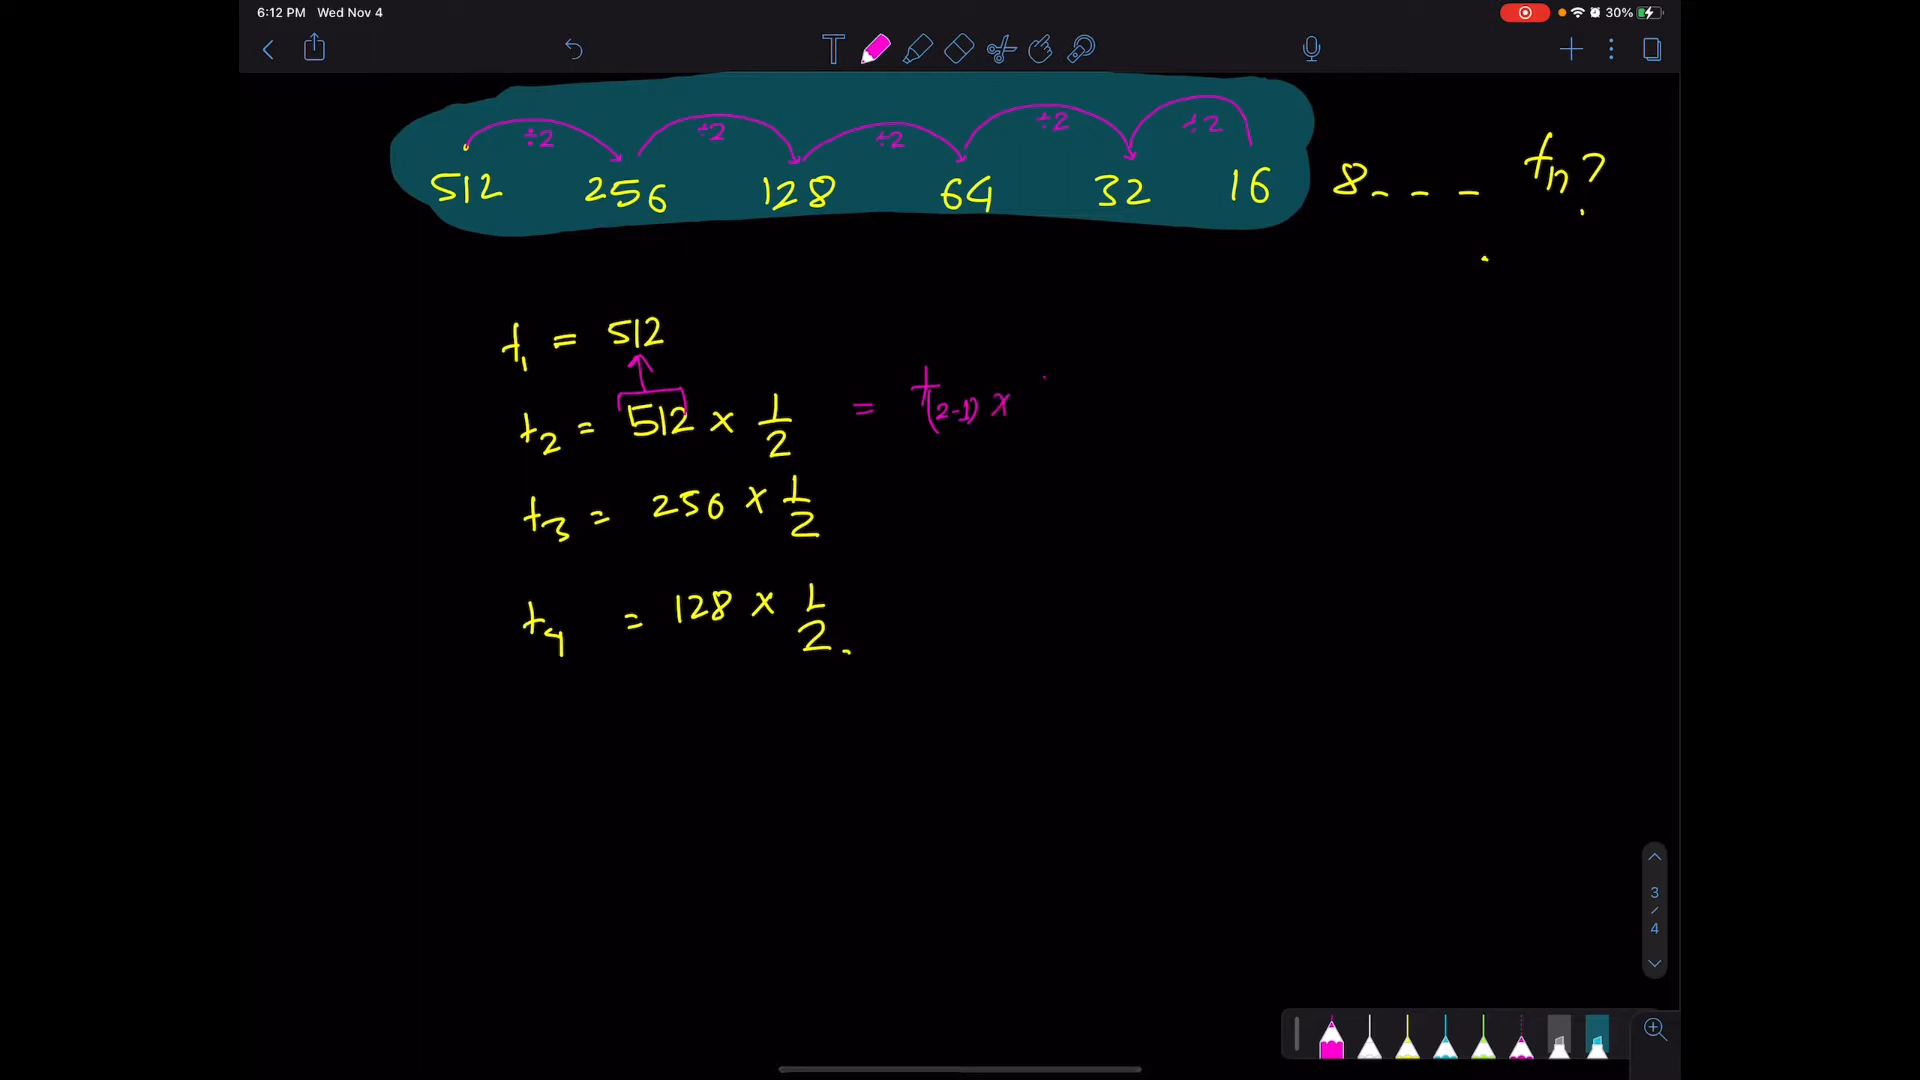 6:12 PM Wed Nov 4
30%
T
÷2 ÷2 ÷2 ÷2 ÷2
512 256 128 64 32 16 8 - - - tn?
t1 = 512
t2 = 512 × 1/2 = t(2-1) ×
t3 = 256 × 1/2
t4 = 128 × 1/2.
3
/
4